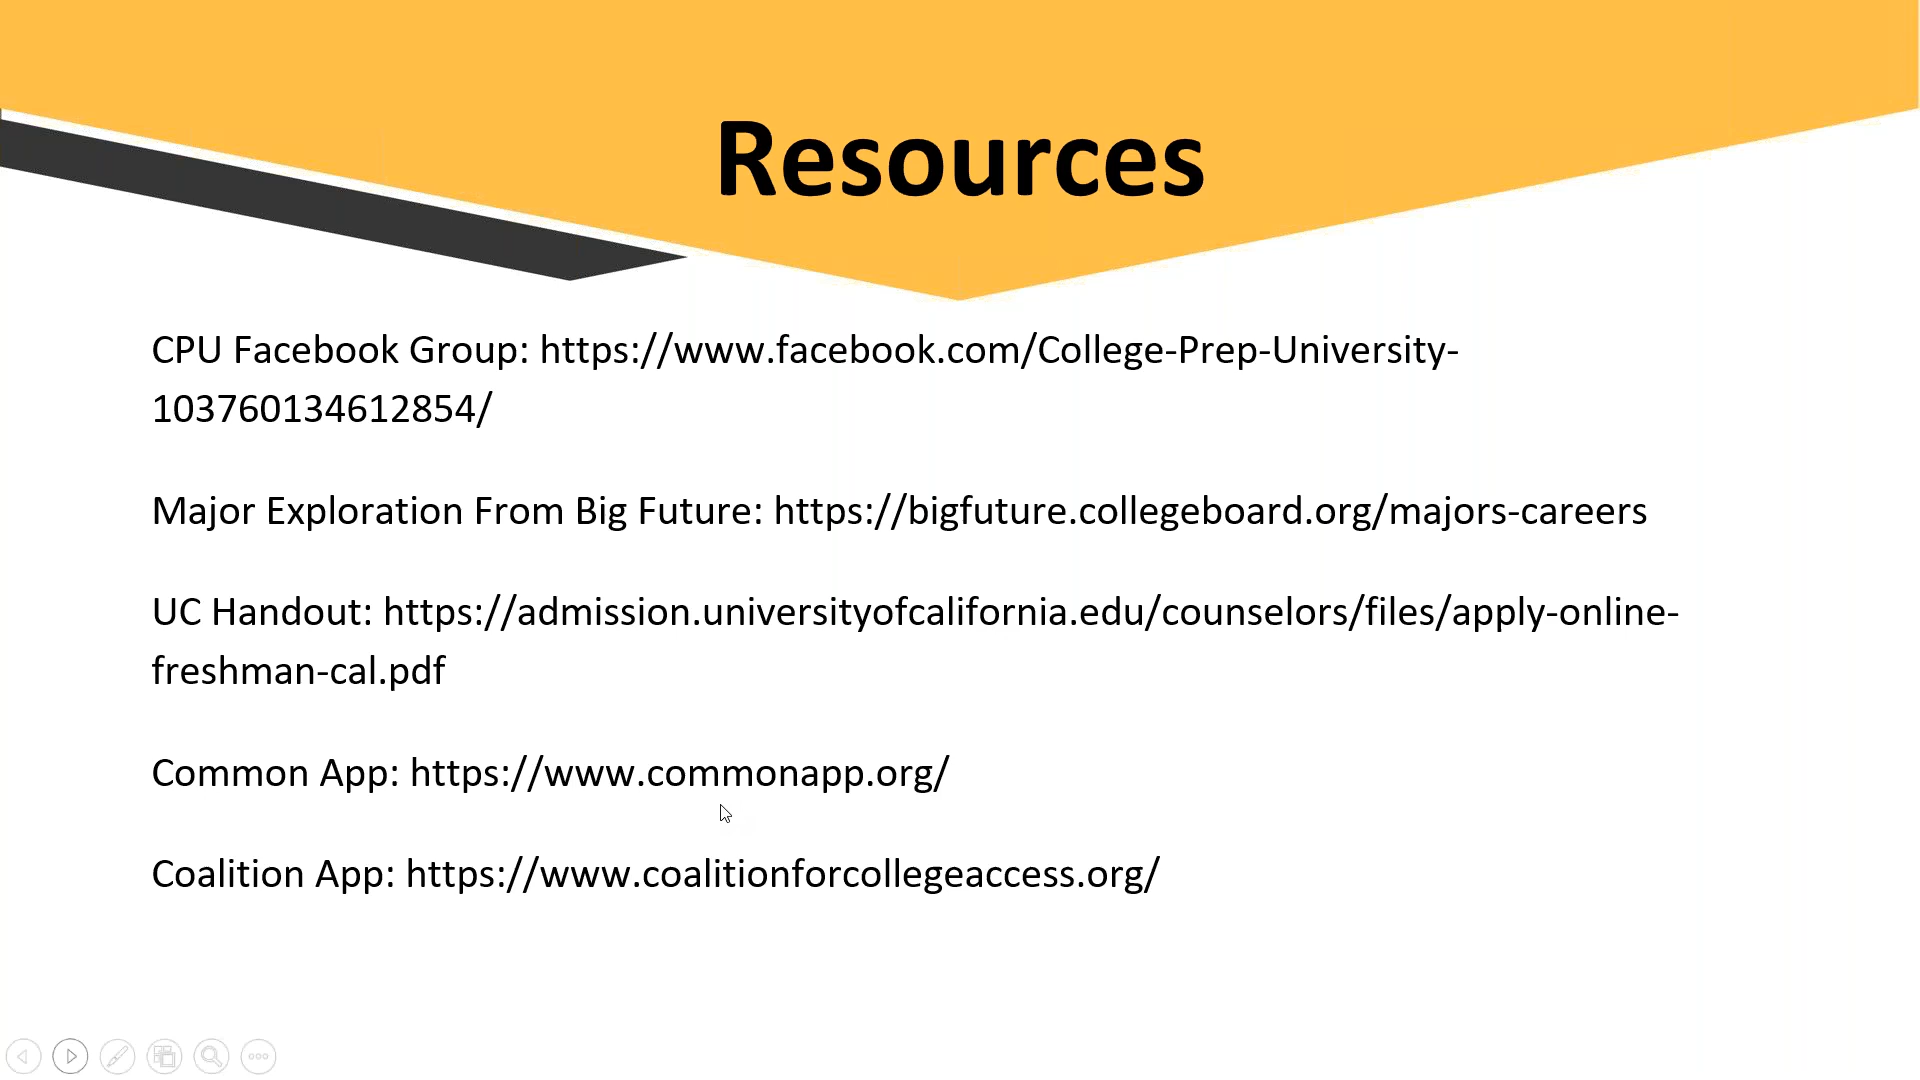 Resources
CPU Facebook Group: https://www.facebook.com/College-Prep-University-
103760134612854/
Major Exploration From Big Future: https://bigfuture.collegeboard.org/majors-careers
UC Handout: https://admission.universityofcalifornia.edu/counselors/files/apply-online-
freshman-cal.pdf
Common App: https://www.commonapp.org/
Coalition App: https://www.coalitionforcollegeaccess.org/